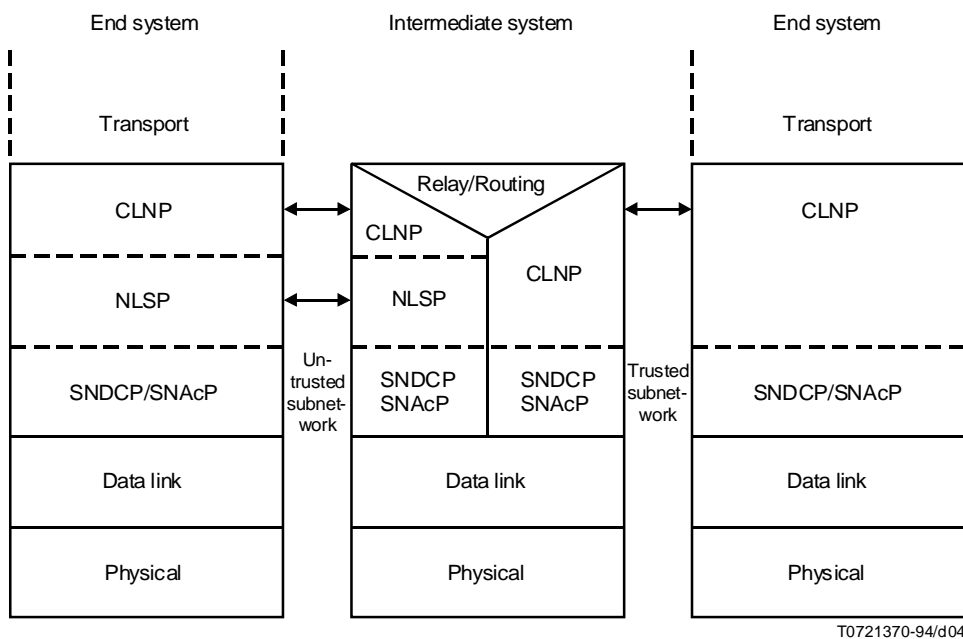 End system
Intermediate system
End system
Transport
Transport
Relay/Routing
CLNP
CLNP
CLNP
CLNP
NLSP
NLSP
Un-
trusted
subnet-
work
Trusted
subnet-
work
SNDCP/SNAcP
SNDCP
SNAcP
SNDCP
SNAcP
SNDCP/SNAcP
Data link
Data link
Data link
Physical
Physical
Physical
T0721370-94/d04